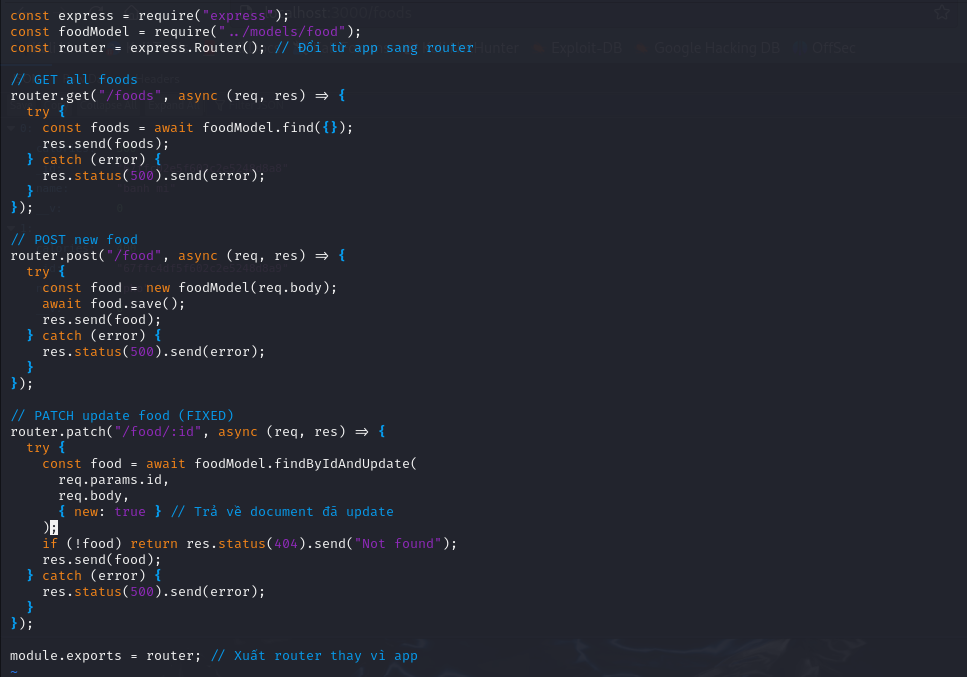 const express = require("express");
const foodModel = require("../models/food");
const router = express.Router(); // Đổi từ app sang router
Exploit-DB Google Hacking DB OffSec
// GET all foods
router.get("/foods", async (req, res) => {
  try {
    const foods = await foodModel.find({});
    res.send(foods);
  } catch (error) {
    res.status(500).send(error);
  }
});
// POST new food
router.post("/food", async (req, res) => {
  try {
    const food = new foodModel(req.body);
    await food.save();
    res.send(food);
  } catch (error) {
    res.status(500).send(error);
  }
});
// PATCH update food (FIXED)
router.patch("/food/:id", async (req, res) => {
  try {
    const food = await foodModel.findByIdAndUpdate(
      req.params.id,
      req.body,
      { new: true } // Trả về document đã update
    );
    if (!food) return res.status(404).send("Not found");
    res.send(food);
  } catch (error) {
    res.status(500).send(error);
  }
});
module.exports = router; // Xuất router thay vì app
~